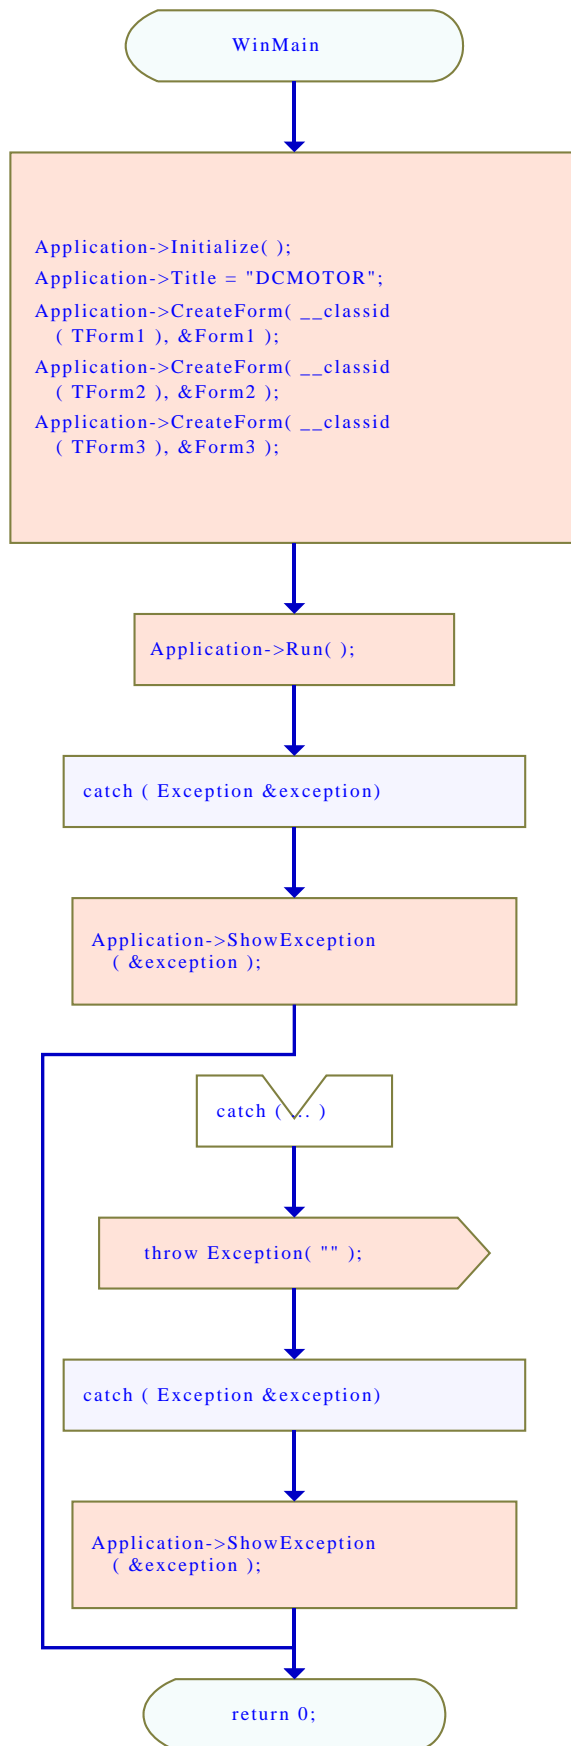 WinMain
Application->Initialize( );
Application->Title = "DCMOTOR";
Application->CreateForm( __classid
( TForm1 ), &Form1 );
Application->CreateForm( __classid
( TForm2 ), &Form2 );
Application->CreateForm( __classid
( TForm3 ), &Form3 );
Application->Run( );
catch ( Exception &exception)
Application->ShowException
( &exception );
catch ( ... )
throw Exception( "" );
catch ( Exception &exception)
Application->ShowException
( &exception );
return 0;